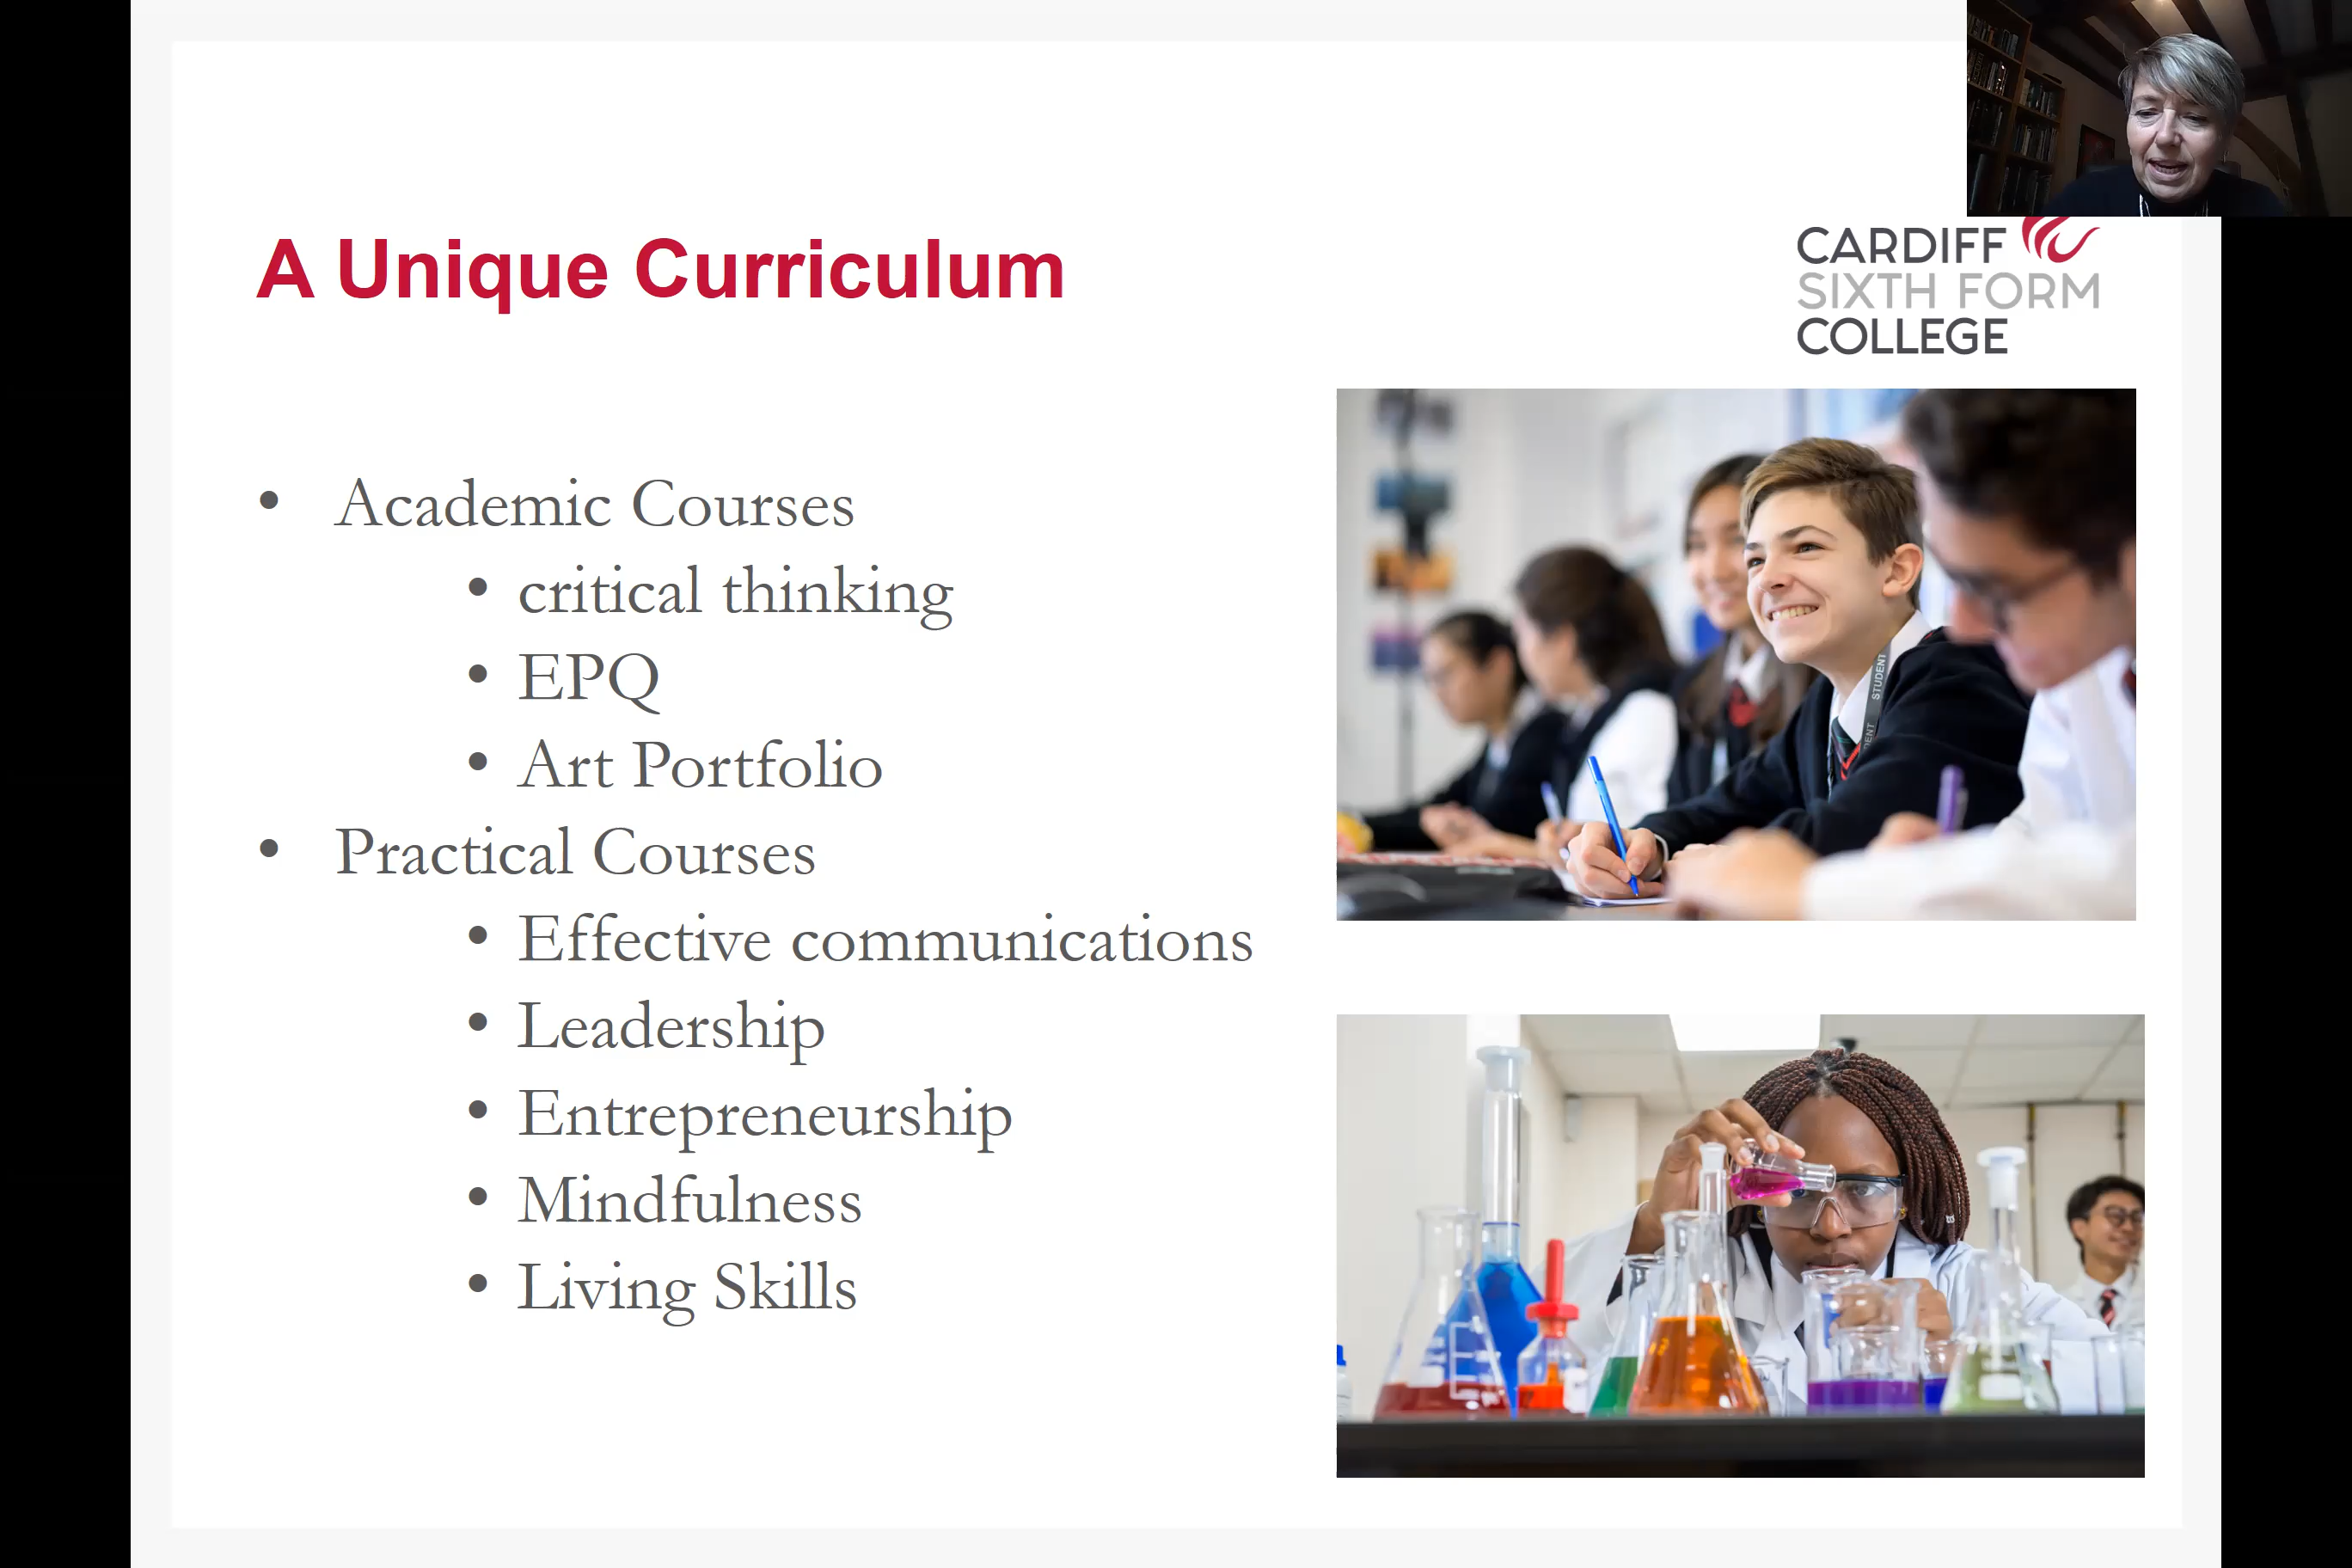 A Unique Curriculum
CARDIFF
SIXTH FORM
COLLEGE
• Academic Courses
• critical thinking
• EPQ
• Art Portfolio
• Practical Courses
• Effective communications
• Leadership
• Entrepreneurship
• Mindfulness
• Living Skills
STUDENT